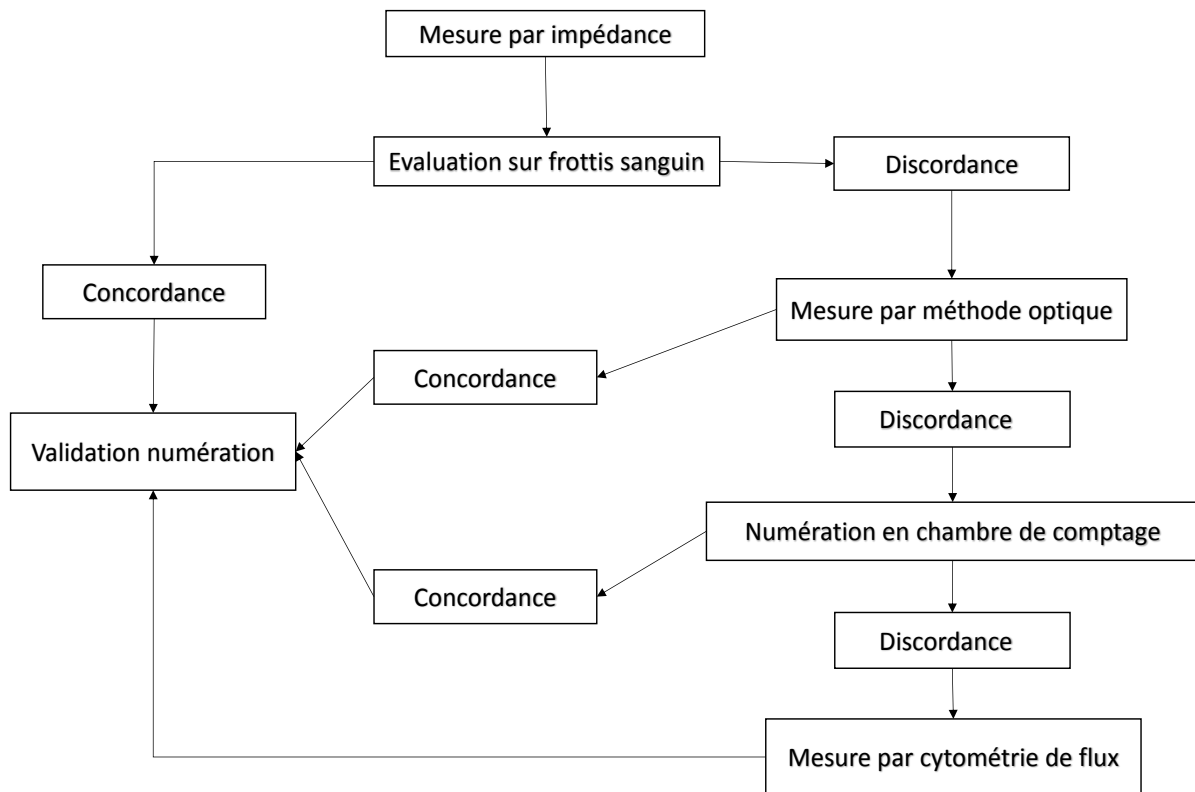 Mesure par impédance
Evaluation sur frottis sanguin
Discordance
Concordance
Mesure par méthode optique
Concordance
Discordance
Validation numération
Numération en chambre de comptage
Concordance
Discordance
Mesure par cytométrie de flux